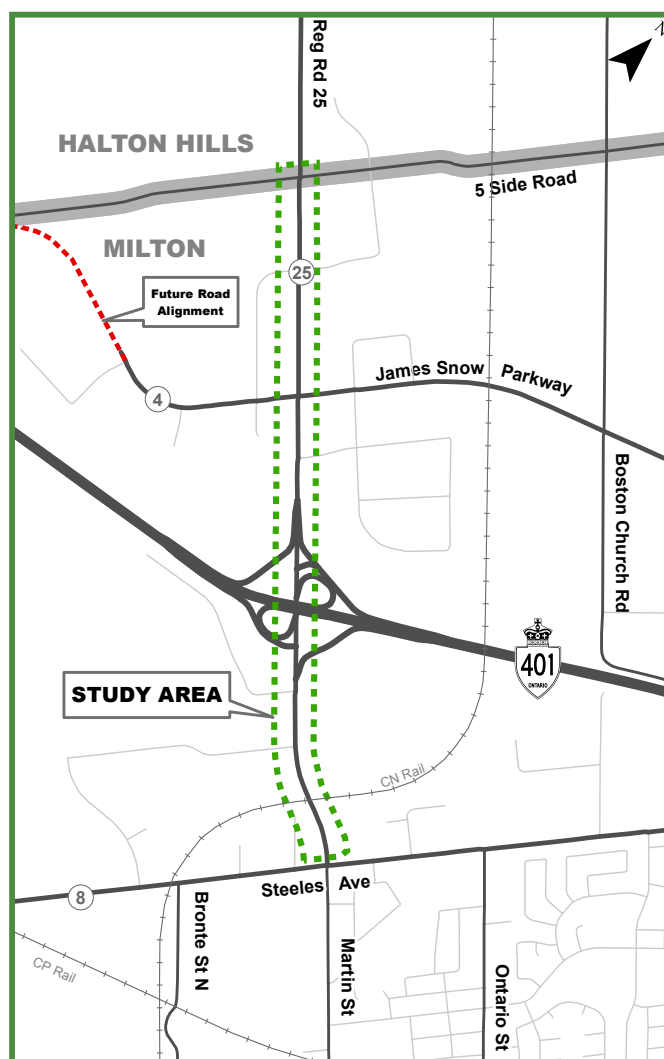 N
Reg Rd 25
HALTON HILLS
5 Side Road
MILTON
25
Future Road
Alignment
James Snow Parkway
4
Boston Church Rd
401
ONTARIO
STUDY AREA
CN Rail
Steeles Ave
8
Bronte St N
Martin St
Ontario St
CP Rail